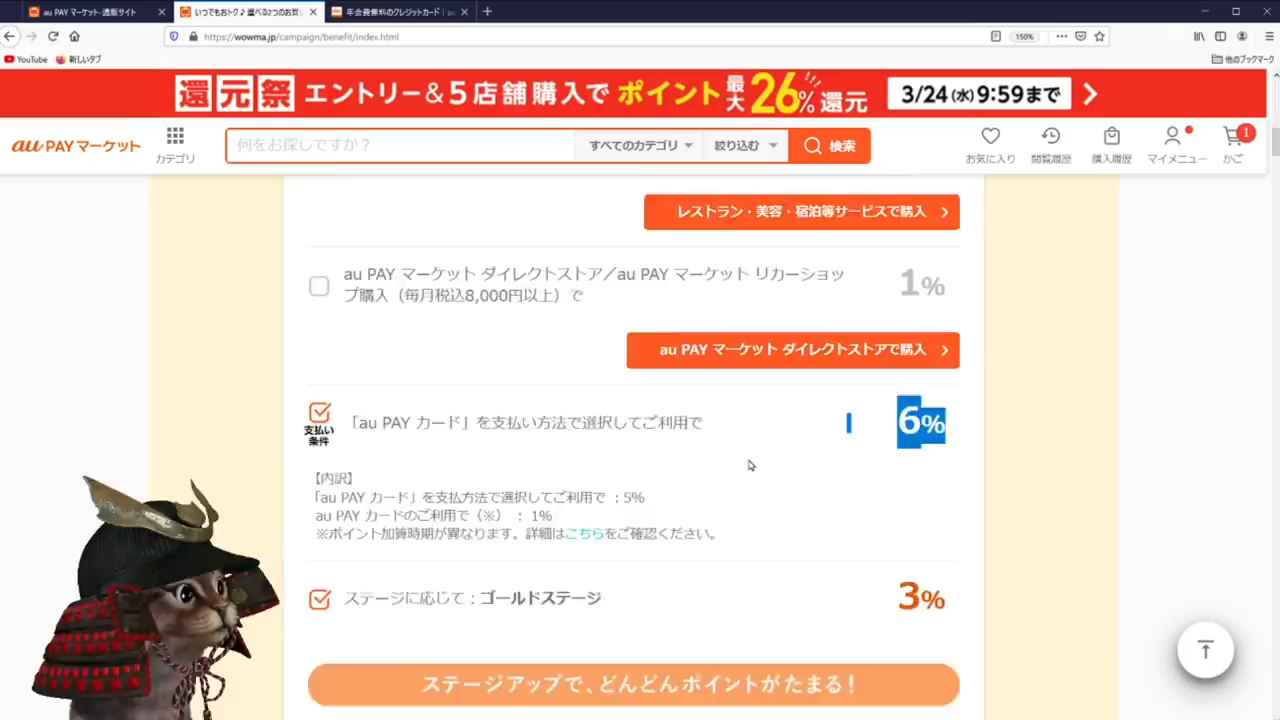 au PAY マーケット-通販サイト
いつでもおトク♪選べる2つのお買い
年会費無料のクレジットカード | au
https://wowma.jp/campaign/benefit/index.html
150%
YouTube
新しいタブ
他のブックマーク
還元祭 エントリー&5店舗購入で ポイント最大26%還元 3/24(水)9:59まで
au PAY マーケット
カテゴリ
何をお探しですか？
すべてのカテゴリ
絞り込む
検索
お気に入り
閲覧履歴
購入履歴
マイメニュー
1
かご
レストラン・美容・宿泊等サービスで購入
au PAY マーケット ダイレクトストア／au PAY マーケット リカーショッ
プ購入（毎月税込8,000円以上）で
1%
au PAY マーケット ダイレクトストアで購入
支払い
条件
「au PAY カード」を支払い方法で選択してご利用で
6%
【内訳】
「au PAY カード」を支払方法で選択してご利用で ：5%
au PAY カードのご利用で（※） ： 1%
※ポイント加算時期が異なります。詳細はこちらをご確認ください。
ステージに応じて：ゴールドステージ
3%
ステージアップで、どんどんポイントがたまる！